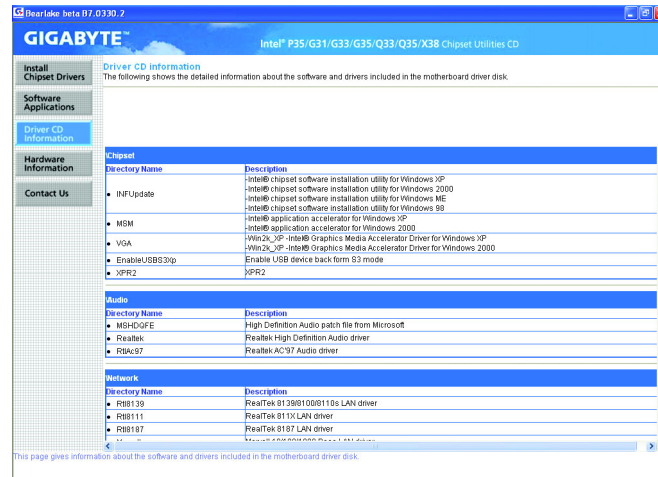 Bearlake beta B7.0330.2
GIGABYTE™
Intel® P35/G31/G33/G35/Q33/Q35/X38 Chipset Utilities CD
Install
Chipset Drivers
Software
Applications
Driver CD
Information
Hardware
Information
Contact Us
Driver CD information
The following shows the detailed information about the software and drivers included in the motherboard driver disk.
\Chipset
Directory Name Description
• INFUpdate
-Intel® chipset software installation utility for Windows XP
-Intel® chipset software installation utility for Windows 2000
-Intel® chipset software installation utility for Windows ME
-Intel® chipset software installation utility for Windows 98
• MSM
-Intel® application accelerator for Windows XP
-Intel® application accelerator for Windows 2000
• VGA
-Win2k_XP -Intel® Graphics Media Accelerator Driver for Windows XP
-Win2k_XP -Intel® Graphics Media Accelerator Driver for Windows 2000
• EnableUSBS3Xp Enable USB device back form S3 mode
• XPR2 XPR2
\Audio
Directory Name Description
• MSHDQFE High Definition Audio patch file from Microsoft
• Realtek Realtek High Definition Audio driver
• RtlAc97 Realtek AC'97 Audio driver
\Network
Directory Name Description
• Rtl8139 RealTek 8139/8100/8110s LAN driver
• Rtl8111 RealTek 811X LAN driver
• Rtl8187 RealTek 8187 LAN driver
This page gives information about the software and drivers included in the motherboard driver disk.